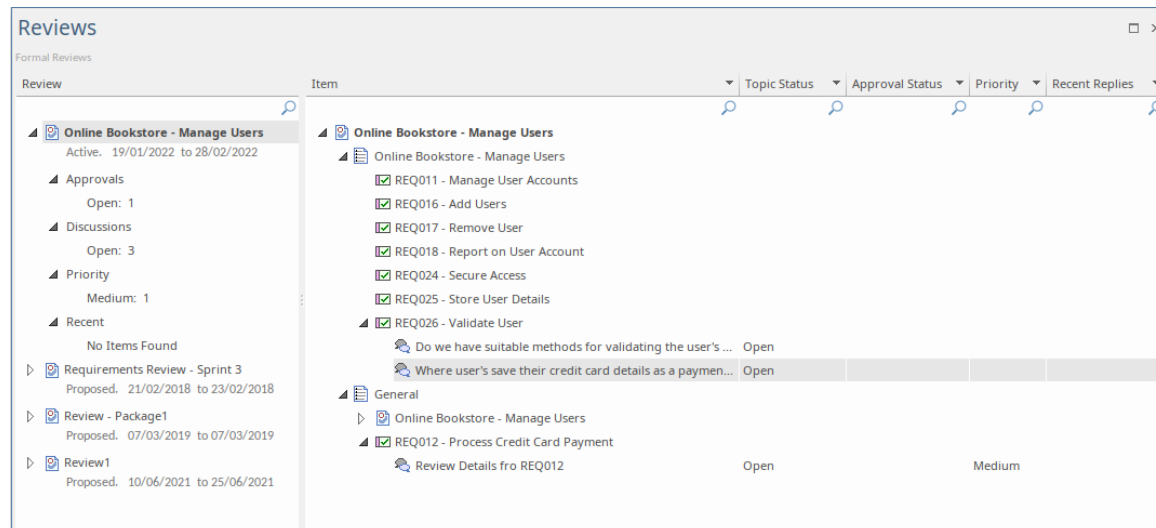 Reviews
Formal Reviews
Review
Item Topic Status Approval Status Priority Recent Replies
Online Bookstore - Manage Users
Active. 19/01/2022 to 28/02/2022
Approvals
Open: 1
Discussions
Open: 3
Priority
Medium: 1
Recent
No Items Found
Requirements Review - Sprint 3
Proposed. 21/02/2018 to 23/02/2018
Review - Package1
Proposed. 07/03/2019 to 07/03/2019
Review1
Proposed. 10/06/2021 to 25/06/2021
Online Bookstore - Manage Users
Online Bookstore - Manage Users
REQ011 - Manage User Accounts
REQ016 - Add Users
REQ017 - Remove User
REQ018 - Report on User Account
REQ024 - Secure Access
REQ025 - Store User Details
REQ026 - Validate User
Do we have suitable methods for validating the user's ... Open
Where user's save their credit card details as a paymen... Open
General
Online Bookstore - Manage Users
REQ012 - Process Credit Card Payment
Review Details fro REQ012 Open Medium